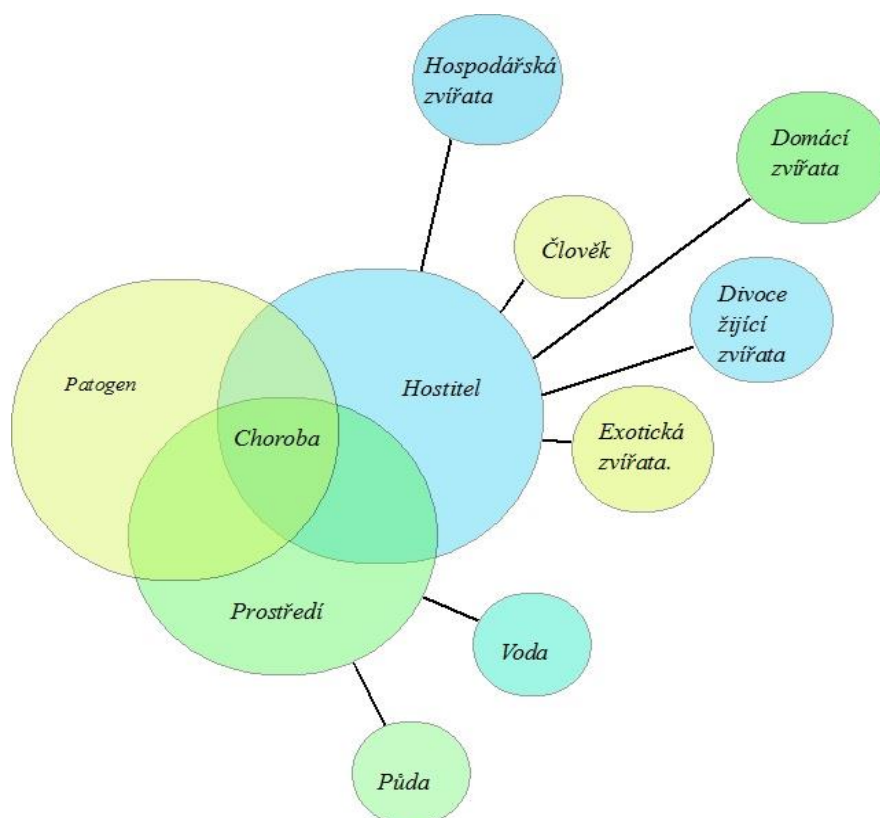 Hospodářská
zvířata
Domácí
zvířata
Člověk
Divoce
žijící
zvířata
Patogen
Hostitel
Choroba
Exotická
zvířata.
Prostředí
Voda
Půda